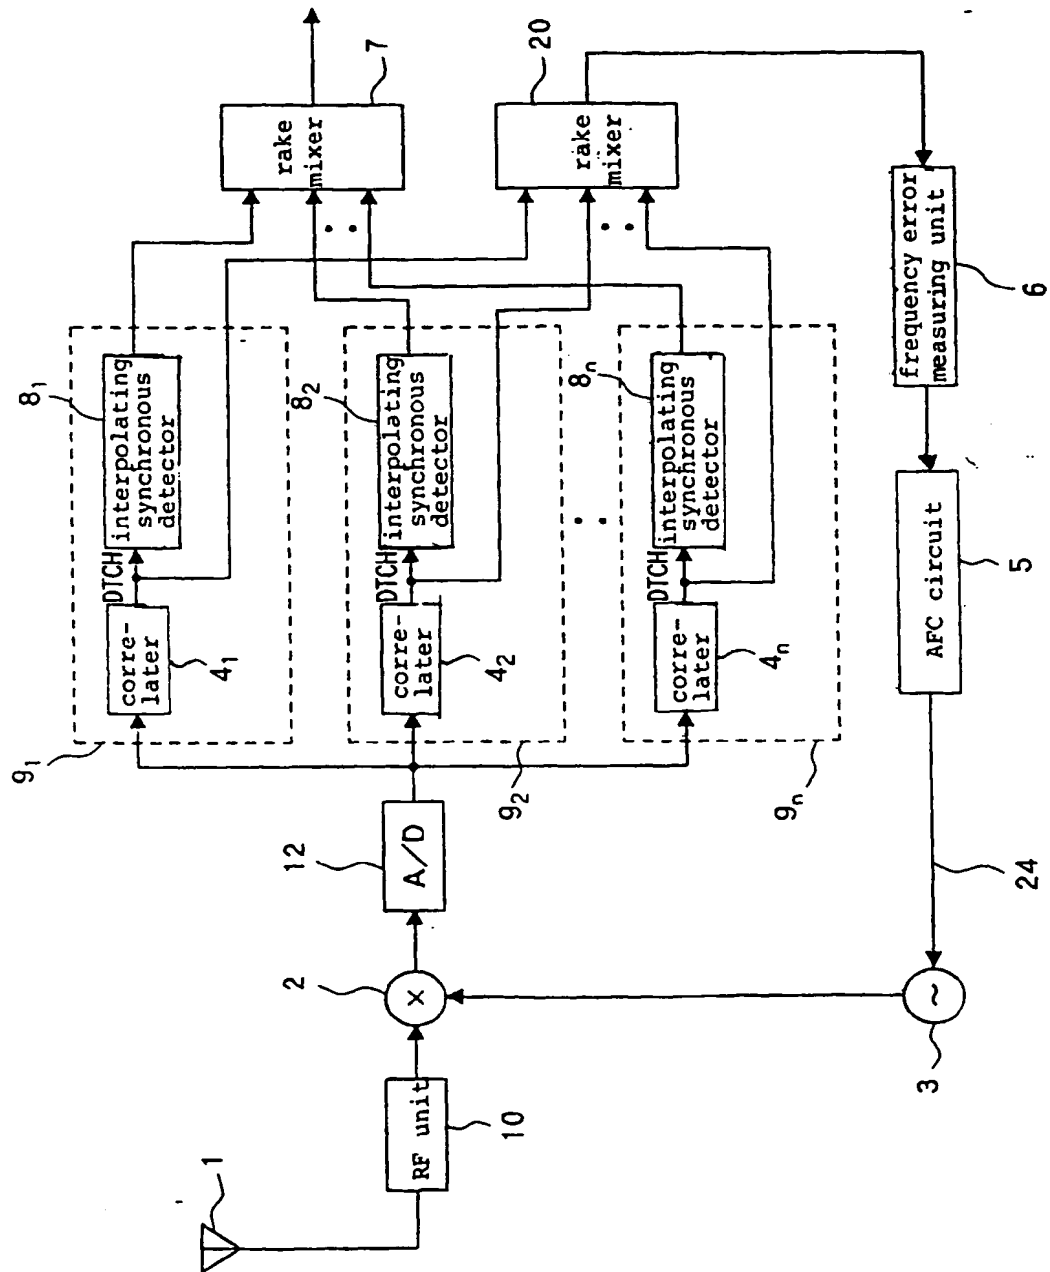 1
RF unit
10
2
×
3
~
12
A/D
9₁
9₂
9ₙ
corre-
later
4₁
DTCH
interpolating
synchronous
detector
8₁
corre-
later
4₂
DTCH
interpolating
synchronous
detector
8₂
corre-
later
4ₙ
DTCH
interpolating
synchronous
detector
8ₙ
rake
mixer
7
rake
mixer
20
frequency error
measuring unit
6
AFC circuit
5
24